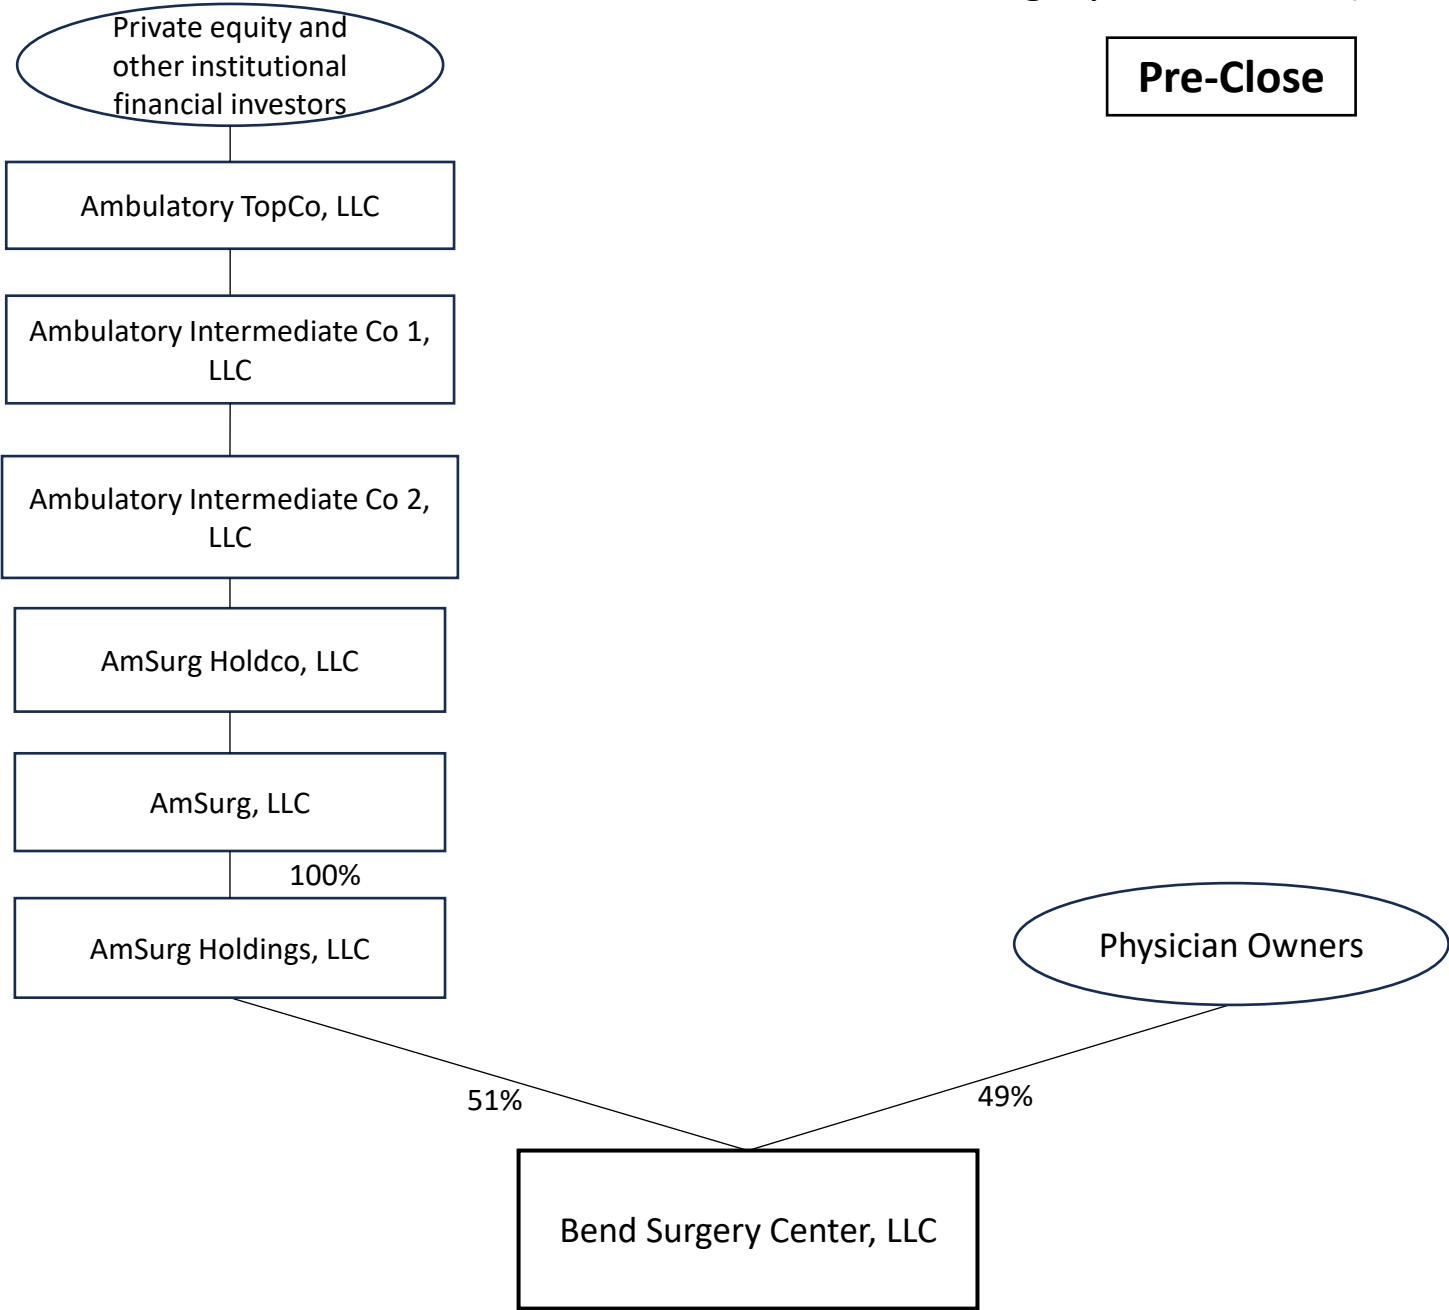 Private equity and
other institutional
financial investors
Pre-Close
Ambulatory TopCo, LLC
Ambulatory Intermediate Co 1,
LLC
Ambulatory Intermediate Co 2,
LLC
AmSurg Holdco, LLC
AmSurg, LLC
100%
AmSurg Holdings, LLC
Physician Owners
51%
49%
Bend Surgery Center, LLC